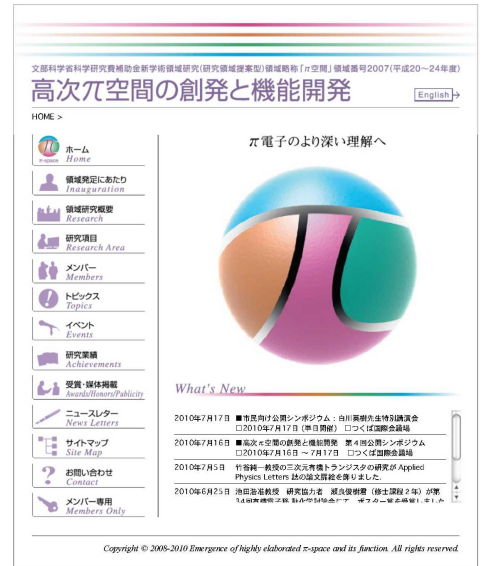 文部科学省科学研究費補助金新学術領域研究(研究領域提案型)領域略称「π空間」領域番号2007(平成20～24年度)
高次π空間の創発と機能開発
English
HOME >
π-space
ホーム
Home
領域発足にあたり
Inauguration
領域研究概要
Research
研究項目
Research Area
メンバー
Members
トピックス
Topics
イベント
Events
研究業績
Achievements
受賞・媒体掲載
Awards/Honors/Publicity
ニュースレター
News Letters
サイトマップ
Site Map
お問い合わせ
Contact
メンバー専用
Members Only
π電子のより深い理解へ
What's New
2010年7月17日 ■市民向け公開シンポジウム：白川英樹先生特別講演会
□2010年7月17日（半日開催） □つくば国際会議場
2010年7月16日 ■高次π空間の創発と機能開発 第4回公開シンポジウム
□2010年7月16日 ～ 7月17日 □つくば国際会議場
2010年7月5日 竹谷純一教授の三次元有機トランジスタの研究が Applied
Physics Letters 誌の論文扉絵を飾りました.
2010年6月25日 池田浩准教授 研究協力者 瀬良俊樹君（修士課程2年）が第
Copyright © 2008-2010 Emergence of highly elaborated π-space and its function. All rights reserved.